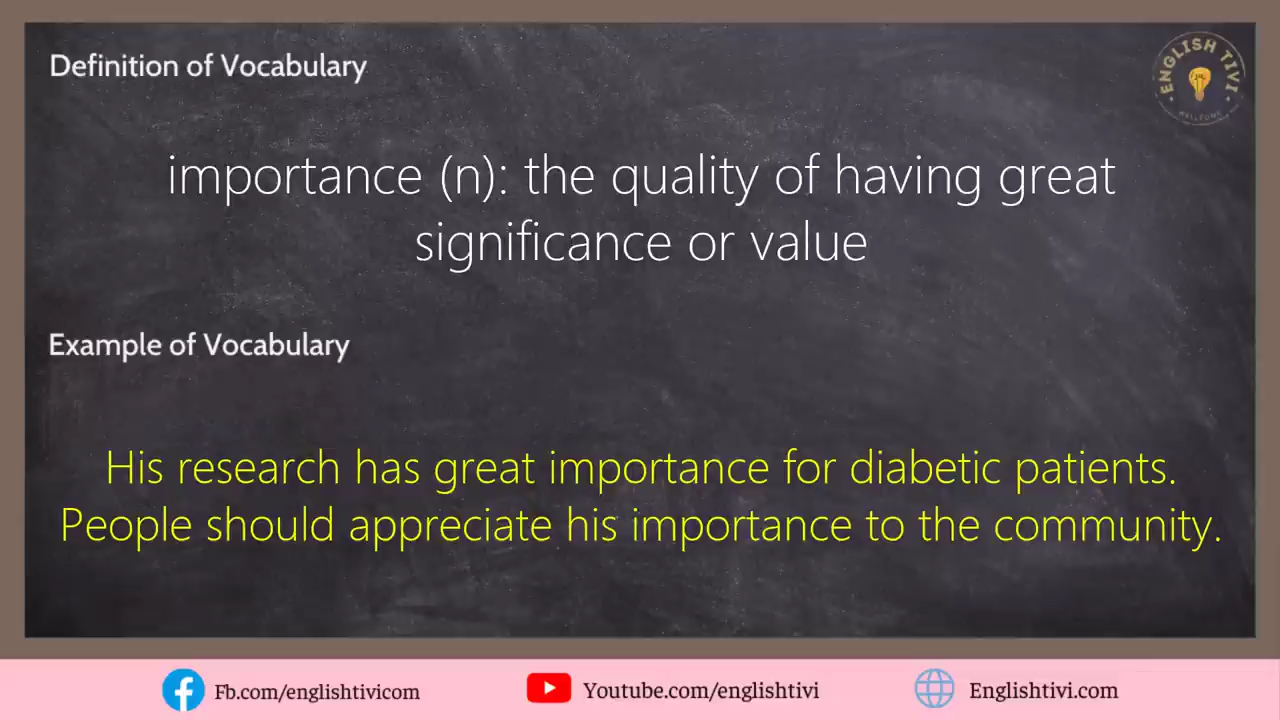 Definition of Vocabulary
ENGLISH TIVI
importance (n): the quality of having great
significance or value
Example of Vocabulary
His research has great importance for diabetic patients.
People should appreciate his importance to the community.
Fb.com/englishtivicom
Youtube.com/englishtivi
Englishtivi.com